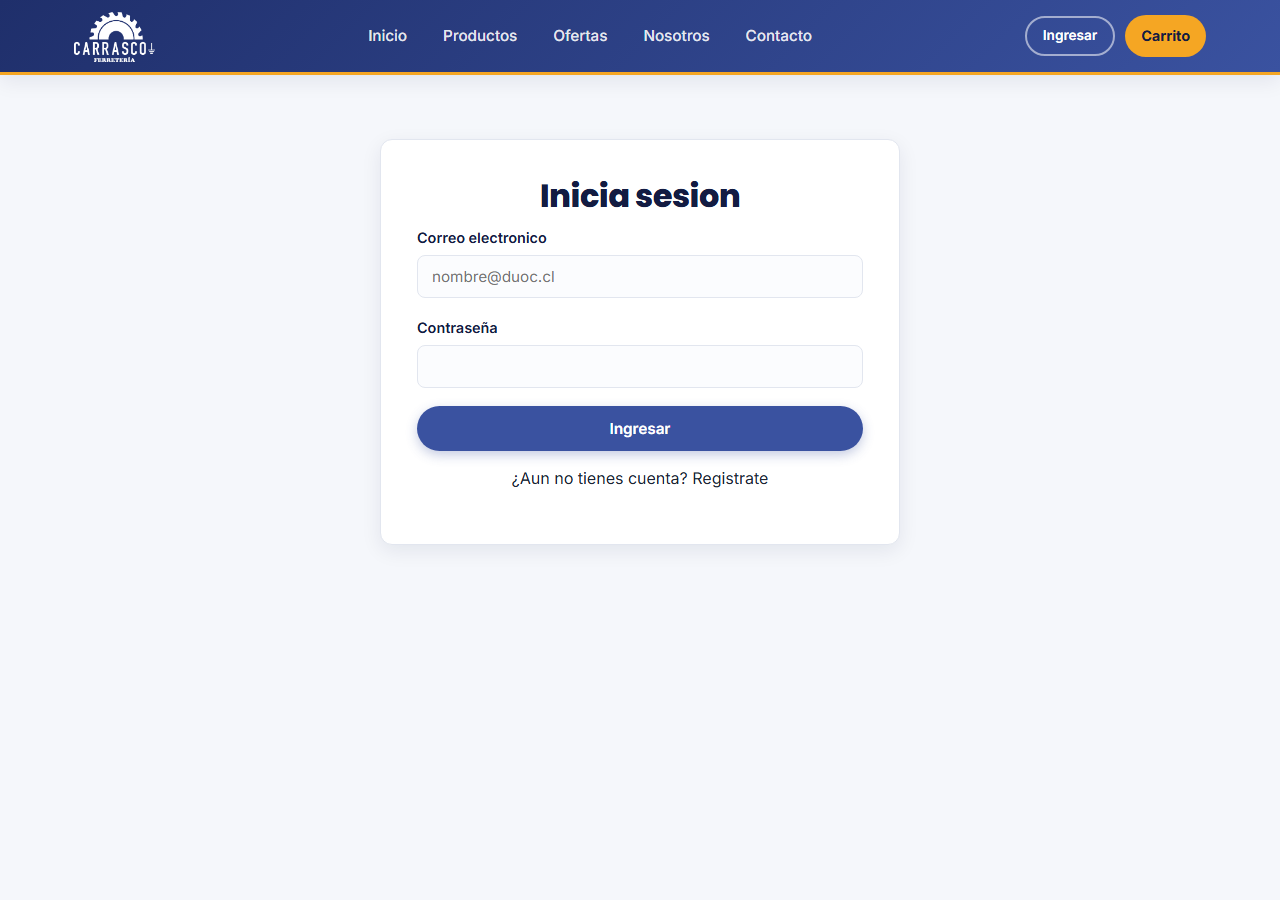 CARRASCO
FERRETERÍA
Inicio Productos Ofertas Nosotros Contacto Ingresar Carrito
Inicia sesion
Correo electronico
nombre@duoc.cl
Contraseña
Ingresar
¿Aun no tienes cuenta? Registrate